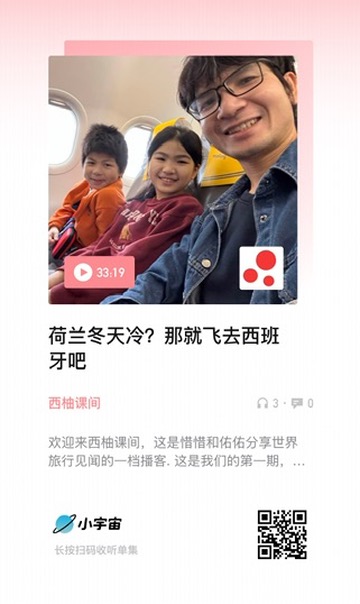 33:19
荷兰冬天冷？那就飞去西班
牙吧
西柚课间
3 · 0
欢迎来西柚课间，这是惜惜和佑佑分享世界
旅行见闻的一档播客. 这是我们的第一期，…
小宇宙
长按扫码收听单集